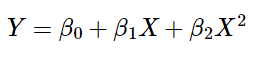 Y = β₀ + β₁X + β₂X²